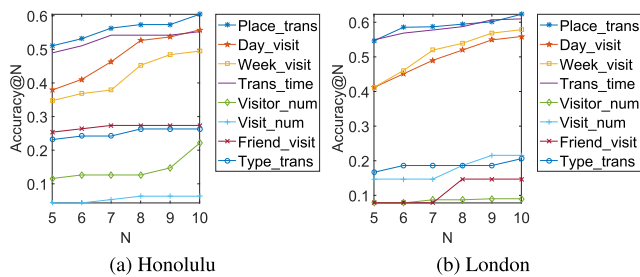 0.6
0.5
0.4
0.3
0.2
0.1
Accuracy@N
5 6 7 8 9 10
N
Place_trans
Day_visit
Week_visit
Trans_time
Visitor_num
Visit_num
Friend_visit
Type_trans
(a) Honolulu
0.6
0.5
0.4
0.3
0.2
0.1
Accuracy@N
5 6 7 8 9 10
N
Place_trans
Day_visit
Week_visit
Trans_time
Visitor_num
Visit_num
Friend_visit
Type_trans
(b) London